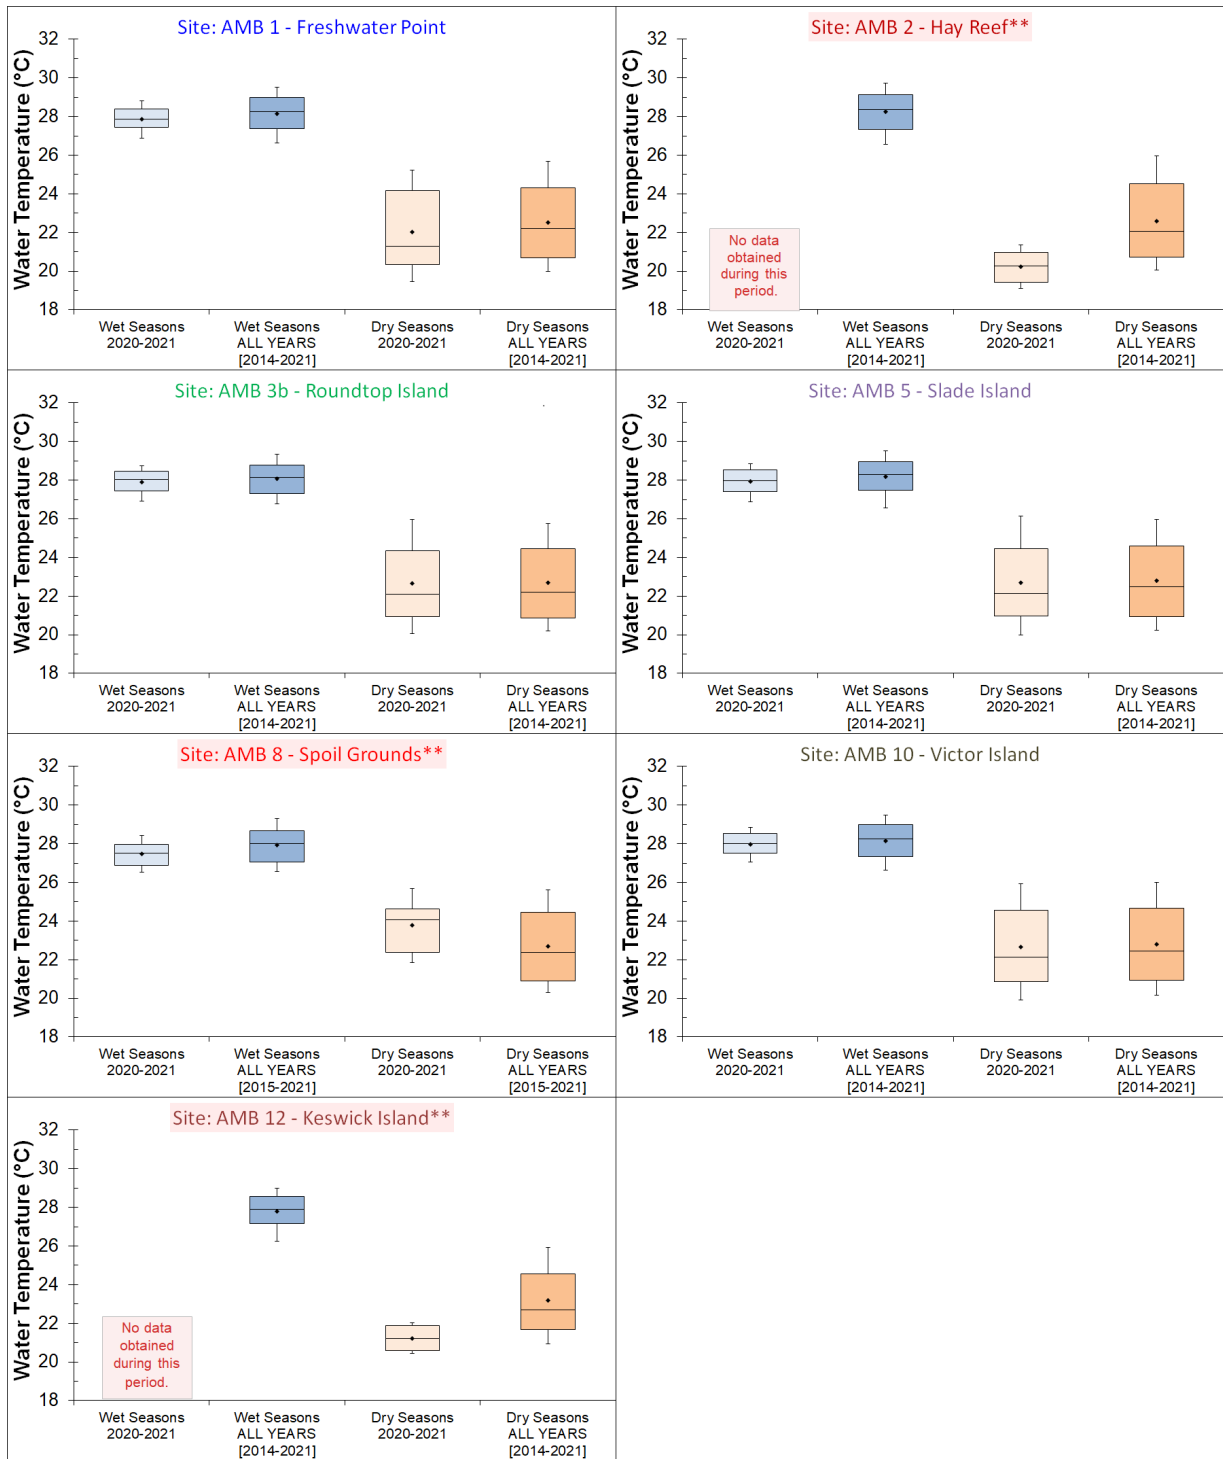 Site: AMB 1 - Freshwater Point
Water Temperature (°C)
32
30
28
26
24
22
20
18
Wet Seasons
2020-2021
Wet Seasons
ALL YEARS
[2014-2021]
Dry Seasons
2020-2021
Dry Seasons
ALL YEARS
[2014-2021]
Site: AMB 2 - Hay Reef**
Water Temperature (°C)
32
30
28
26
24
22
20
18
No data
obtained
during this
period.
Wet Seasons
2020-2021
Wet Seasons
ALL YEARS
[2014-2021]
Dry Seasons
2020-2021
Dry Seasons
ALL YEARS
[2014-2021]
Site: AMB 3b - Roundtop Island
Water Temperature (°C)
32
30
28
26
24
22
20
18
Wet Seasons
2020-2021
Wet Seasons
ALL YEARS
[2014-2021]
Dry Seasons
2020-2021
Dry Seasons
ALL YEARS
[2014-2021]
Site: AMB 5 - Slade Island
Water Temperature (°C)
32
30
28
26
24
22
20
18
Wet Seasons
2020-2021
Wet Seasons
ALL YEARS
[2014-2021]
Dry Seasons
2020-2021
Dry Seasons
ALL YEARS
[2014-2021]
Site: AMB 8 - Spoil Grounds**
Water Temperature (°C)
32
30
28
26
24
22
20
18
Wet Seasons
2020-2021
Wet Seasons
ALL YEARS
[2015-2021]
Dry Seasons
2020-2021
Dry Seasons
ALL YEARS
[2015-2021]
Site: AMB 10 - Victor Island
Water Temperature (°C)
32
30
28
26
24
22
20
18
Wet Seasons
2020-2021
Wet Seasons
ALL YEARS
[2014-2021]
Dry Seasons
2020-2021
Dry Seasons
ALL YEARS
[2014-2021]
Site: AMB 12 - Keswick Island**
Water Temperature (°C)
32
30
28
26
24
22
20
18
No data
obtained
during this
period.
Wet Seasons
2020-2021
Wet Seasons
ALL YEARS
[2014-2021]
Dry Seasons
2020-2021
Dry Seasons
ALL YEARS
[2014-2021]